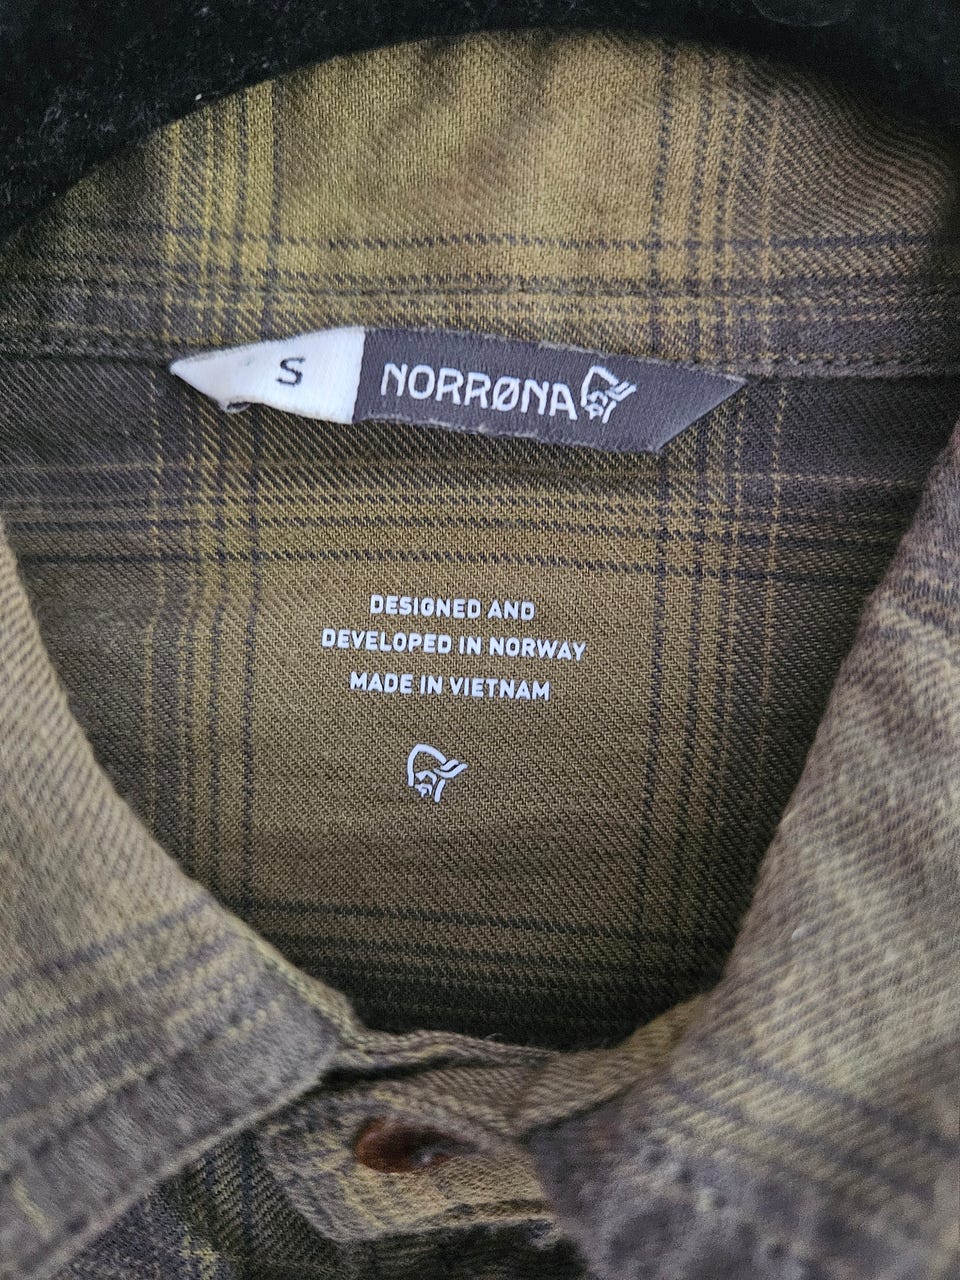 S
NORRØNA
DESIGNED AND
DEVELOPED IN NORWAY
MADE IN VIETNAM